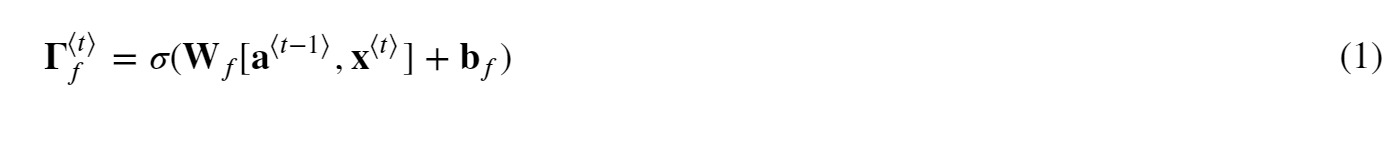 𝚪_f^⟨t⟩ = σ(𝐖_f[𝐚^⟨t−1⟩, 𝐱^⟨t⟩] + 𝐛_f) (1)